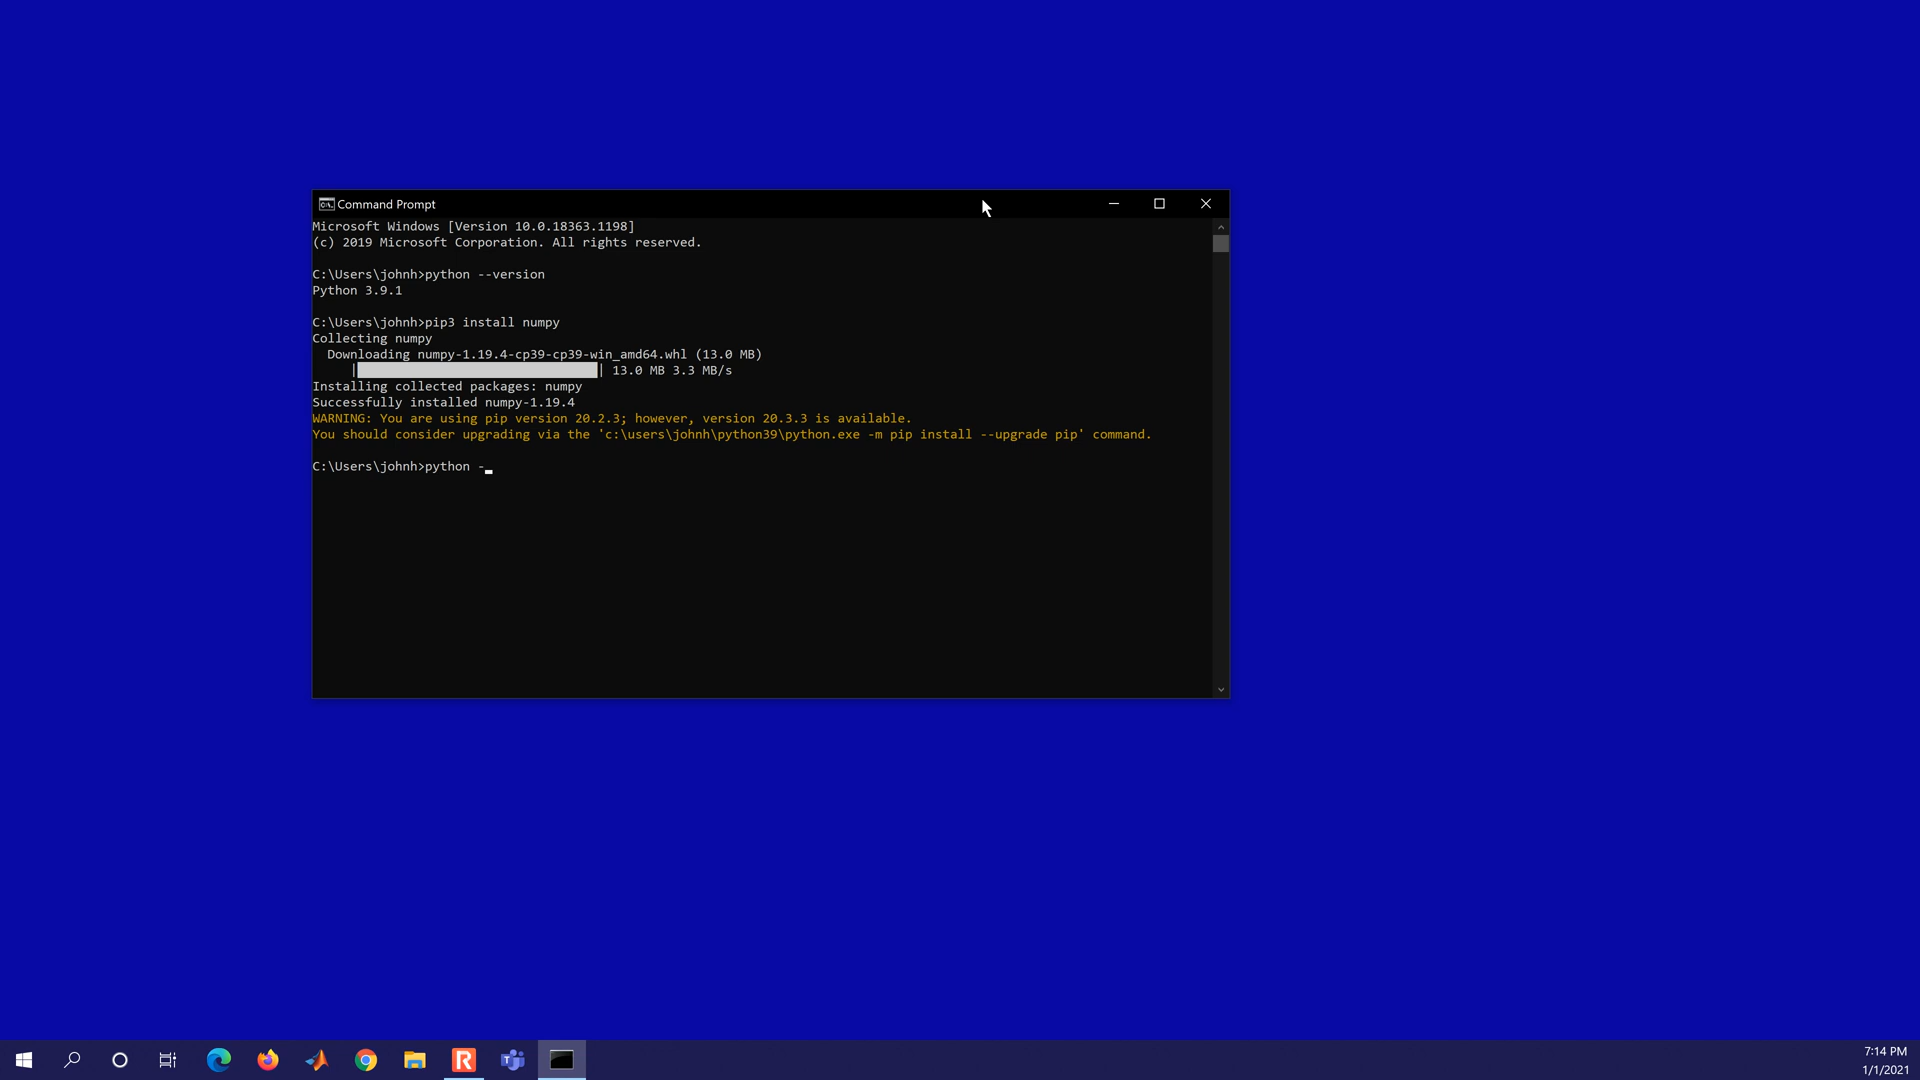 Command Prompt
Microsoft Windows [Version 10.0.18363.1198]
(c) 2019 Microsoft Corporation. All rights reserved.
C:\Users\johnh>python --version
Python 3.9.1
C:\Users\johnh>pip3 install numpy
Collecting numpy
Downloading numpy-1.19.4-cp39-cp39-win_amd64.whl (13.0 MB)
|████████████████████████████████| 13.0 MB 3.3 MB/s
Installing collected packages: numpy
Successfully installed numpy-1.19.4
WARNING: You are using pip version 20.2.3; however, version 20.3.3 is available.
You should consider upgrading via the 'c:\users\johnh\python39\python.exe -m pip install --upgrade pip' command.
C:\Users\johnh>python -_
7:14 PM
1/1/2021